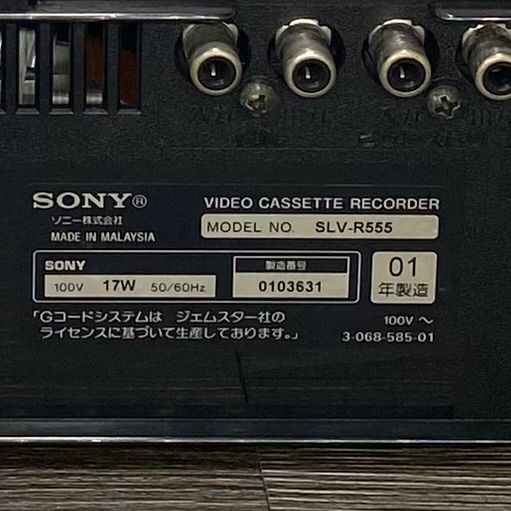 SONY®
ソニー株式会社
MADE IN MALAYSIA
VIDEO CASSETTE RECORDER
MODEL NO. SLV-R555
SONY
100V 17W 50/60Hz
製造番号
0103631
01
年製造
「Gコードシステムは ジェムスター社の
ライセンスに基づいて生産しております。」
100V ～
3-068-585-01